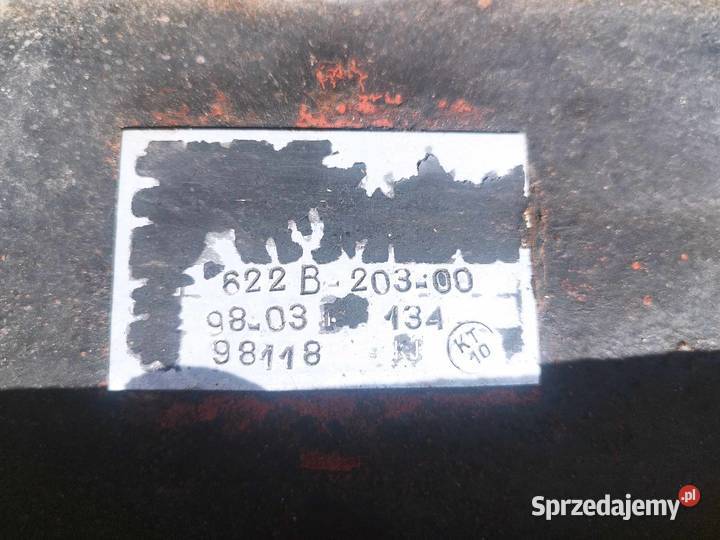 622 B-203-00
98-03 134
98118 N KT
10
Sprzedajemy.pl